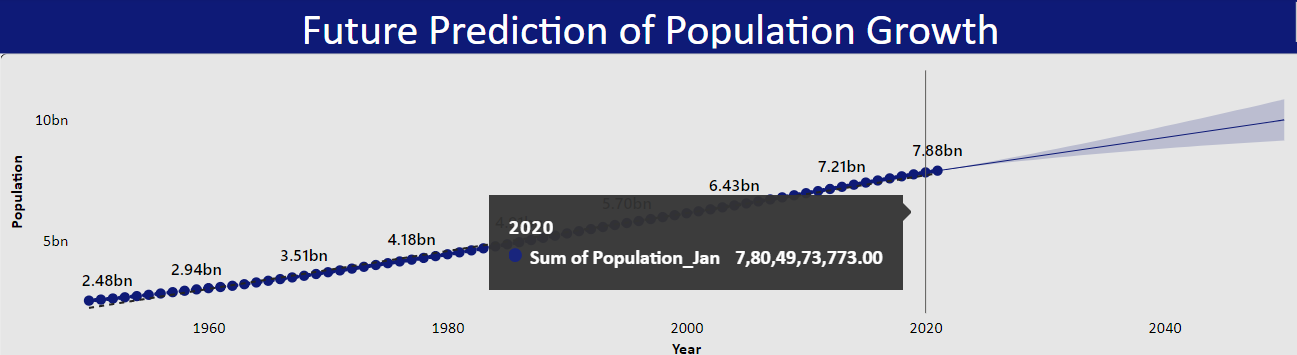 Future Prediction of Population Growth
10bn
5bn
Population
2.48bn
2.94bn
3.51bn
4.18bn
5.70bn
6.43bn
7.21bn
7.88bn
2020
Sum of Population_Jan 7,80,49,73,773.00
1960 1980 2000 2020 2040
Year